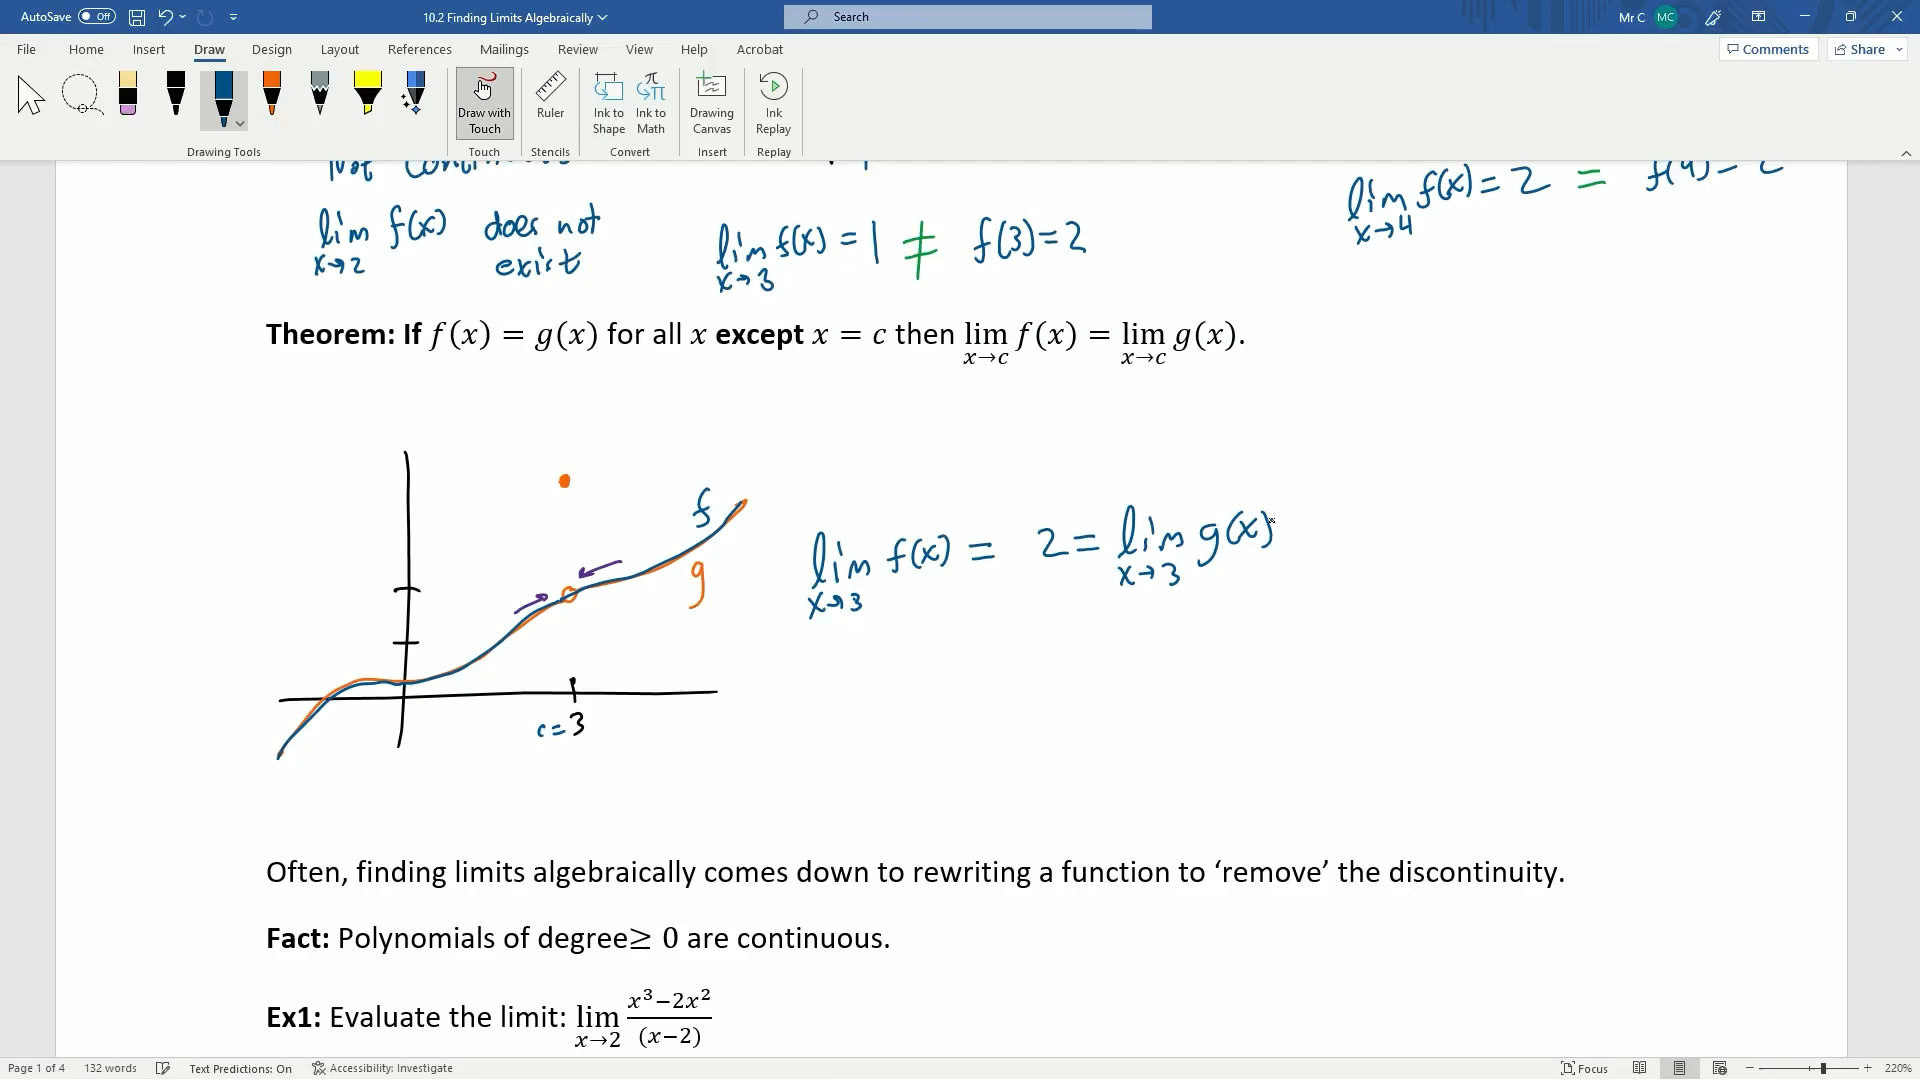 AutoSave Off
10.2 Finding Limits Algebraically
Search
Mr C MC
File Home Insert Draw Design Layout References Mailings Review View Help Acrobat
Comments Share
Draw with Touch
Ruler
Ink to Shape
Ink to Math
Drawing Canvas
Ink Replay
Drawing Tools Touch Stencils Convert Insert Replay
Not
lim f(x) does not
x→2 exist
lim f(x) = 1 ≠ f(3) = 2
x→3
lim f(x) = 2 = f(4) = 2
x→4
Theorem: If f(x) = g(x) for all x except x = c then lim f(x) = lim g(x).
x→c x→c
f
g
lim f(x) = 2 = lim g(x)
x→3 x→3
c = 3
Often, finding limits algebraically comes down to rewriting a function to ‘remove’ the discontinuity.
Fact: Polynomials of degree≥ 0 are continuous.
Ex1: Evaluate the limit: lim x³−2x²
x→2 (x−2)
Page 1 of 4 132 words Text Predictions: On Accessibility: Investigate Focus 220%